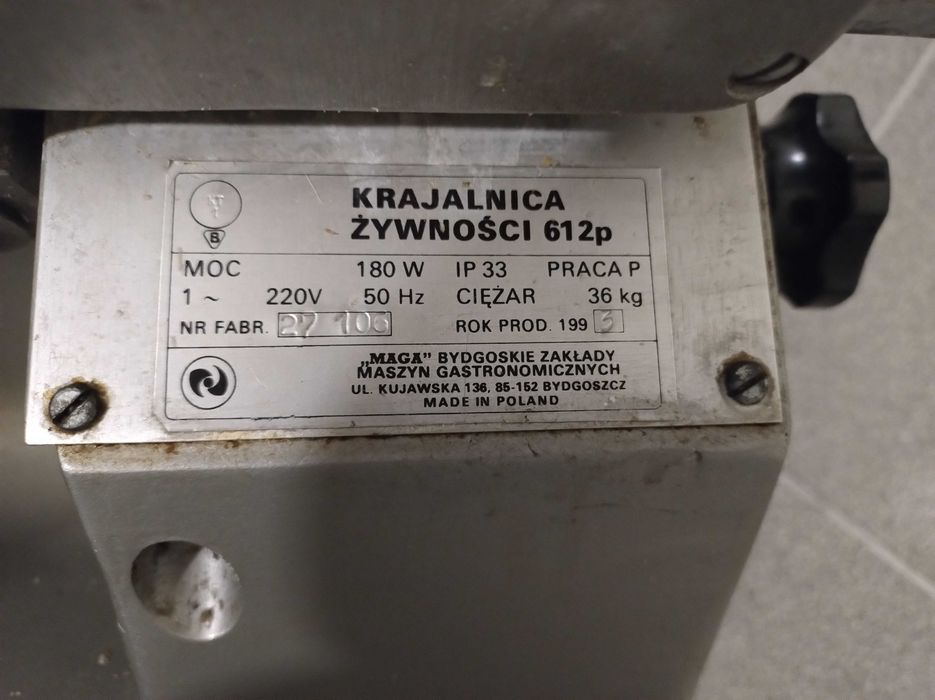 KRAJALNICA
ŻYWNOŚCI 612p
B
MOC 180 W IP 33 PRACA P
1 ~ 220V 50 Hz CIĘŻAR 36 kg
NR FABR. 27 106 ROK PROD. 199 3
„MAGA” BYDGOSKIE ZAKŁADY
MASZYN GASTRONOMICZNYCH
UL. KUJAWSKA 136, 85-152 BYDGOSZCZ
MADE IN POLAND